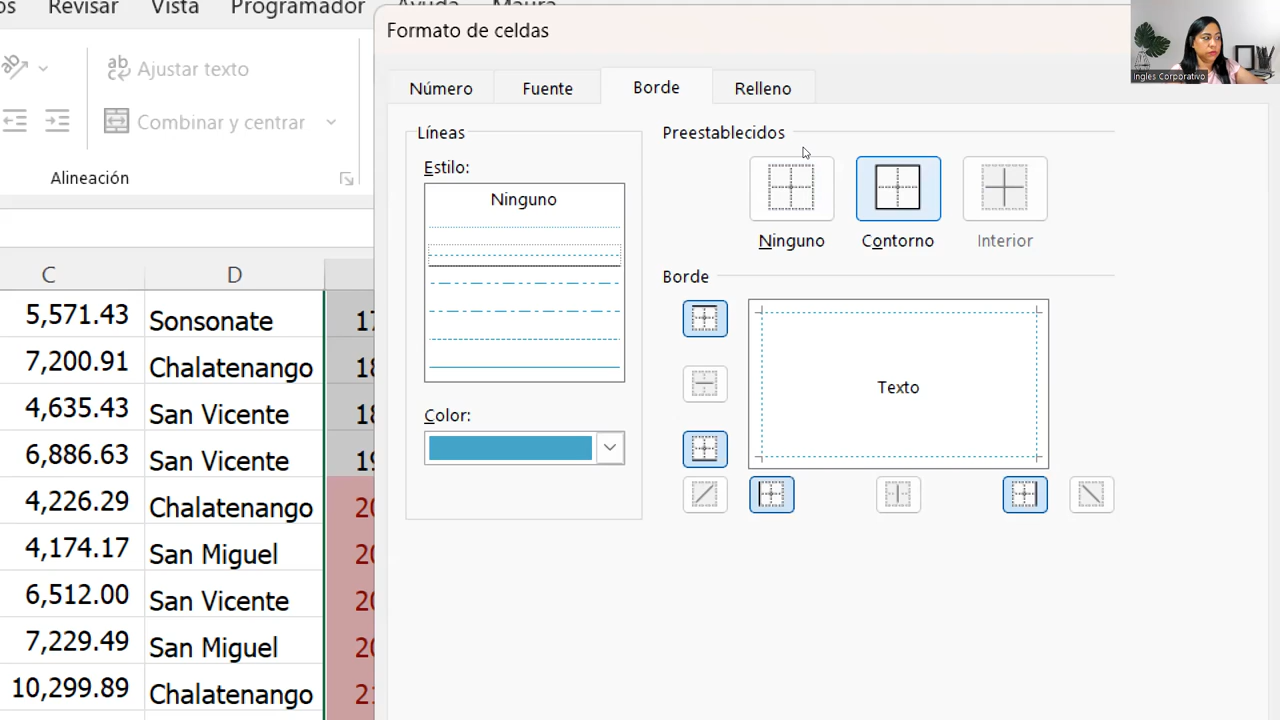 Revisar Vista Programador Ayuda Maura
Ajustar texto
Combinar y centrar
Alineación
Formato de celdas
Número Fuente Borde Relleno
Líneas
Estilo:
Ninguno
Color:
Preestablecidos
Ninguno Contorno Interior
Borde
Texto
Ingles Corporativo
C D
5,571.43 Sonsonate
7,200.91 Chalatenango
4,635.43 San Vicente
6,886.63 San Vicente
4,226.29 Chalatenango
4,174.17 San Miguel
6,512.00 San Vicente
7,229.49 San Miguel
10,299.89 Chalatenango